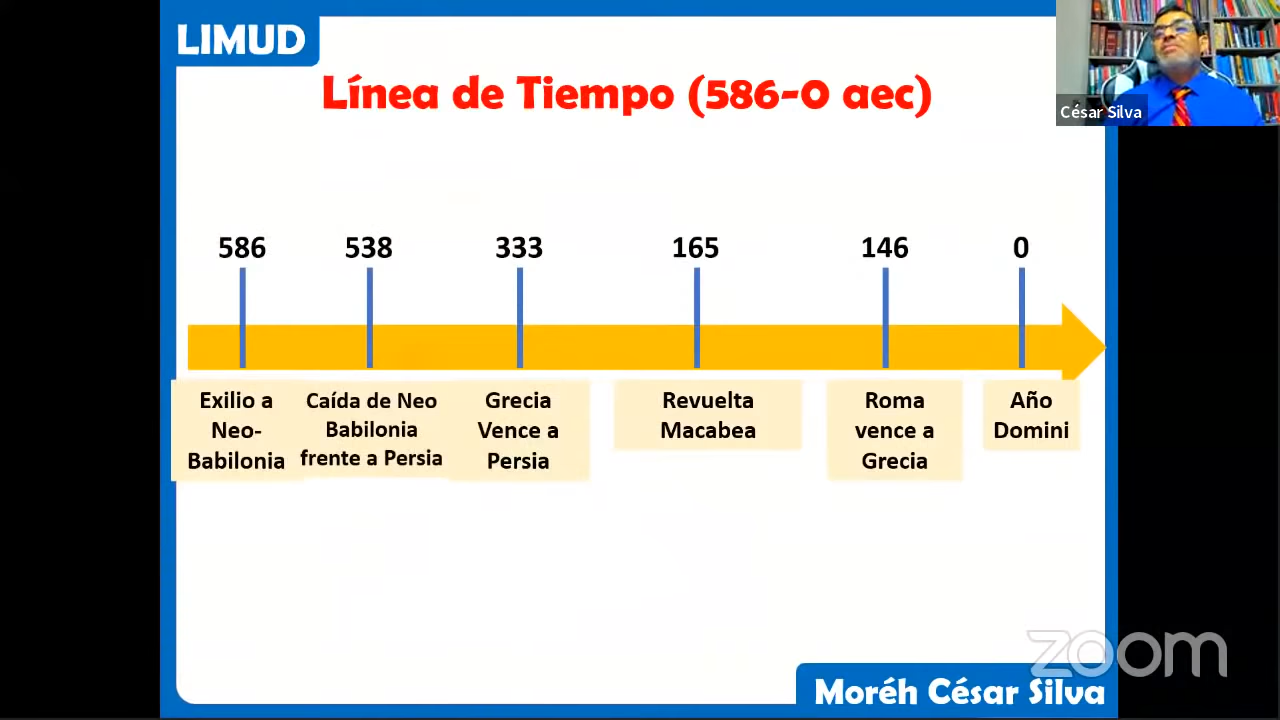 LIMUD
Línea de Tiempo (586-0 aec)
César Silva
586
538
333
165
146
0
Exilio a
Neo-
Babilonia
Caída de Neo
Babilonia
frente a Persia
Grecia
Vence a
Persia
Revuelta
Macabea
Roma
vence a
Grecia
Año
Domini
zoom
Moréh César Silva